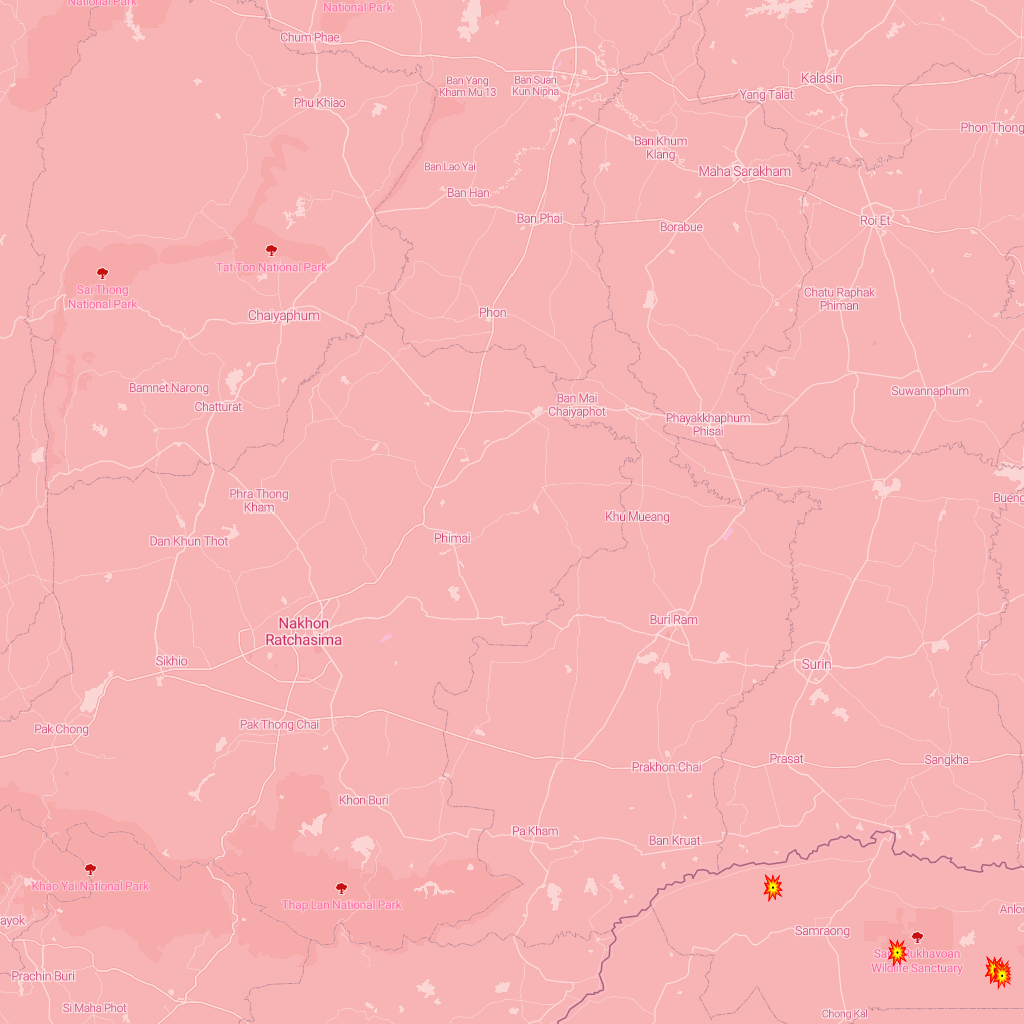 National Park
National Park
Chum Phae
Ban Yang
Kham Mu 13
Ban Suan
Kun Nipha
Kalasin
Yang Talat
Phu Khiao
Phon Thong
Ban Khum
Klang
Ban Lao Yai
Maha Sarakham
Ban Han
Ban Phai
Borabue
Roi Et
Tat Ton National Park
Sai Thong
National Park
Chatu Raphak
Phiman
Chaiyaphum
Phon
Bamnet Narong
Chatturat
Ban Mai
Chaiyaphot
Suwannaphum
Phayakkhaphum
Phisai
Phra Thong
Kham
Bueng
Khu Mueang
Dan Khun Thot
Phimai
Nakhon
Ratchasima
Buri Ram
Sikhio
Surin
Pak Chong
Pak Thong Chai
Prakhon Chai
Prasat
Sangkha
Khon Buri
Pa Kham
Ban Kruat
Khao Yai National Park
Thap Lan National Park
ayok
Samraong
Anlon
Wildlife Sanctuary
Prachin Buri
Si Maha Phot
Chong Kal